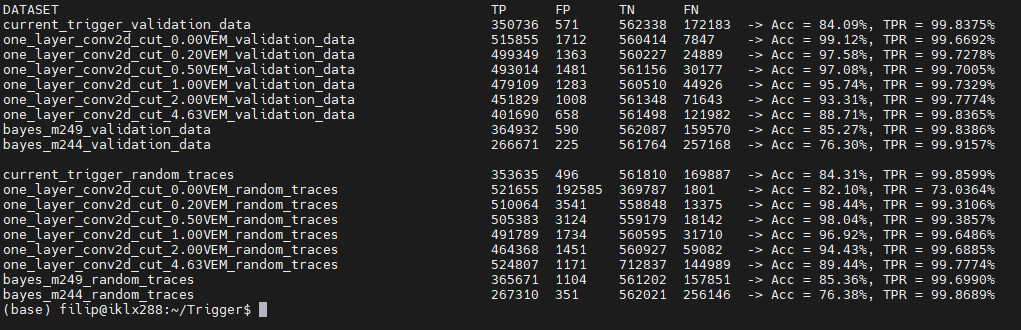 DATASET TP FP TN FN
current_trigger_validation_data 350736 571 562338 172183 -> Acc = 84.09%, TPR = 99.8375%
one_layer_conv2d_cut_0.00VEM_validation_data 515855 1712 560414 7847 -> Acc = 99.12%, TPR = 99.6692%
one_layer_conv2d_cut_0.20VEM_validation_data 499349 1363 560227 24889 -> Acc = 97.58%, TPR = 99.7278%
one_layer_conv2d_cut_0.50VEM_validation_data 493014 1481 561156 30177 -> Acc = 97.08%, TPR = 99.7005%
one_layer_conv2d_cut_1.00VEM_validation_data 479109 1283 560510 44926 -> Acc = 95.74%, TPR = 99.7329%
one_layer_conv2d_cut_2.00VEM_validation_data 451829 1008 561348 71643 -> Acc = 93.31%, TPR = 99.7774%
one_layer_conv2d_cut_4.63VEM_validation_data 401690 658 561498 121982 -> Acc = 88.71%, TPR = 99.8365%
bayes_m249_validation_data 364932 590 562087 159570 -> Acc = 85.27%, TPR = 99.8386%
bayes_m244_validation_data 266671 225 561764 257168 -> Acc = 76.30%, TPR = 99.9157%
current_trigger_random_traces 353635 496 561810 169887 -> Acc = 84.31%, TPR = 99.8599%
one_layer_conv2d_cut_0.00VEM_random_traces 521655 192585 369787 1801 -> Acc = 82.10%, TPR = 73.0364%
one_layer_conv2d_cut_0.20VEM_random_traces 510064 3541 558848 13375 -> Acc = 98.44%, TPR = 99.3106%
one_layer_conv2d_cut_0.50VEM_random_traces 505383 3124 559179 18142 -> Acc = 98.04%, TPR = 99.3857%
one_layer_conv2d_cut_1.00VEM_random_traces 491789 1734 560595 31710 -> Acc = 96.92%, TPR = 99.6486%
one_layer_conv2d_cut_2.00VEM_random_traces 464368 1451 560927 59082 -> Acc = 94.43%, TPR = 99.6885%
one_layer_conv2d_cut_4.63VEM_random_traces 524807 1171 712837 144989 -> Acc = 89.44%, TPR = 99.7774%
bayes_m249_random_traces 365671 1104 561202 157851 -> Acc = 85.36%, TPR = 99.6990%
bayes_m244_random_traces 267310 351 562021 256146 -> Acc = 76.38%, TPR = 99.8689%
(base) filip@iklx288:~/Trigger$